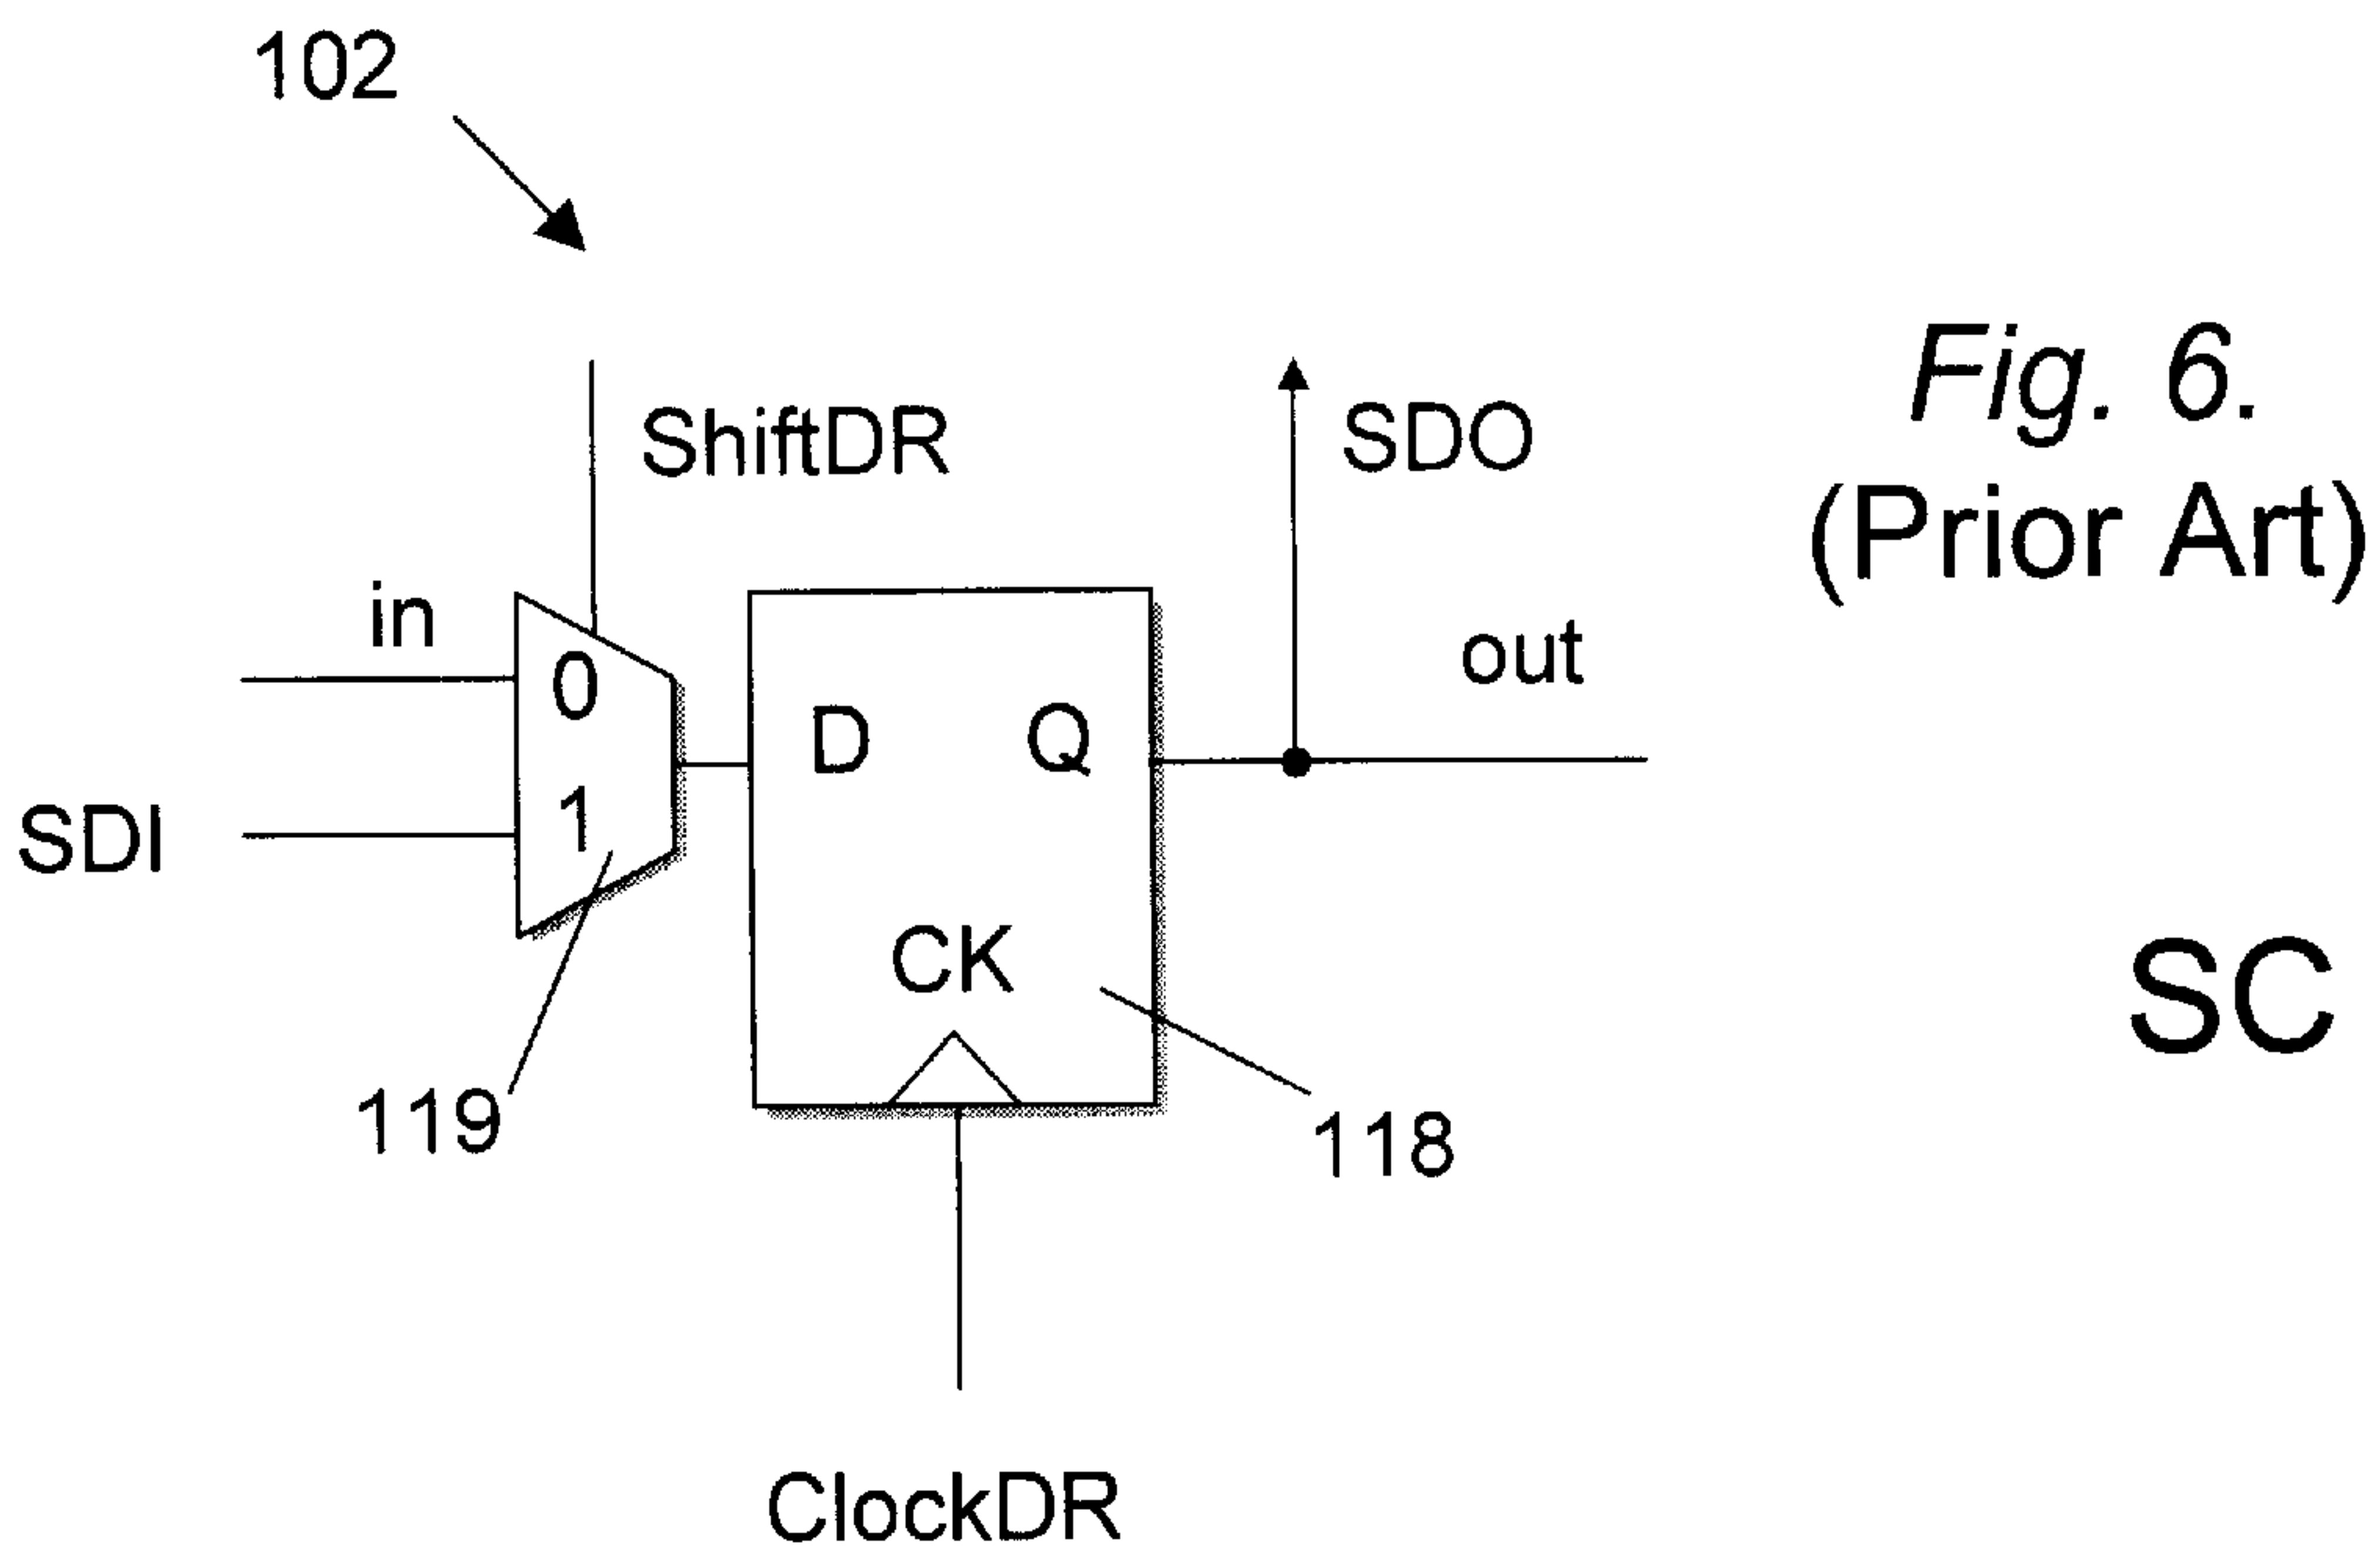 102
ShiftDR
SDO
Fig. 6.
(Prior Art)
in
out
0
D
Q
1
SDI
CK
SC
119
118
ClockDR